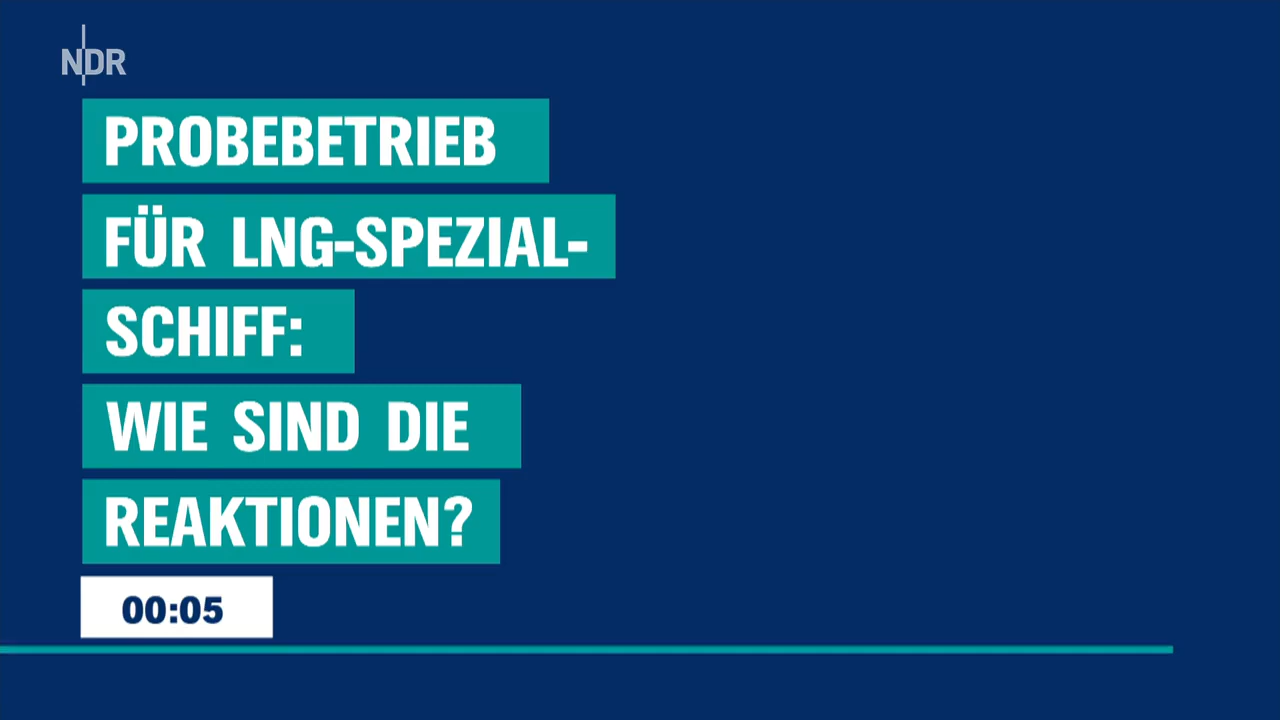 NDR
PROBEBETRIEB
FÜR LNG-SPEZIAL-
SCHIFF:
WIE SIND DIE
REAKTIONEN?
00:05